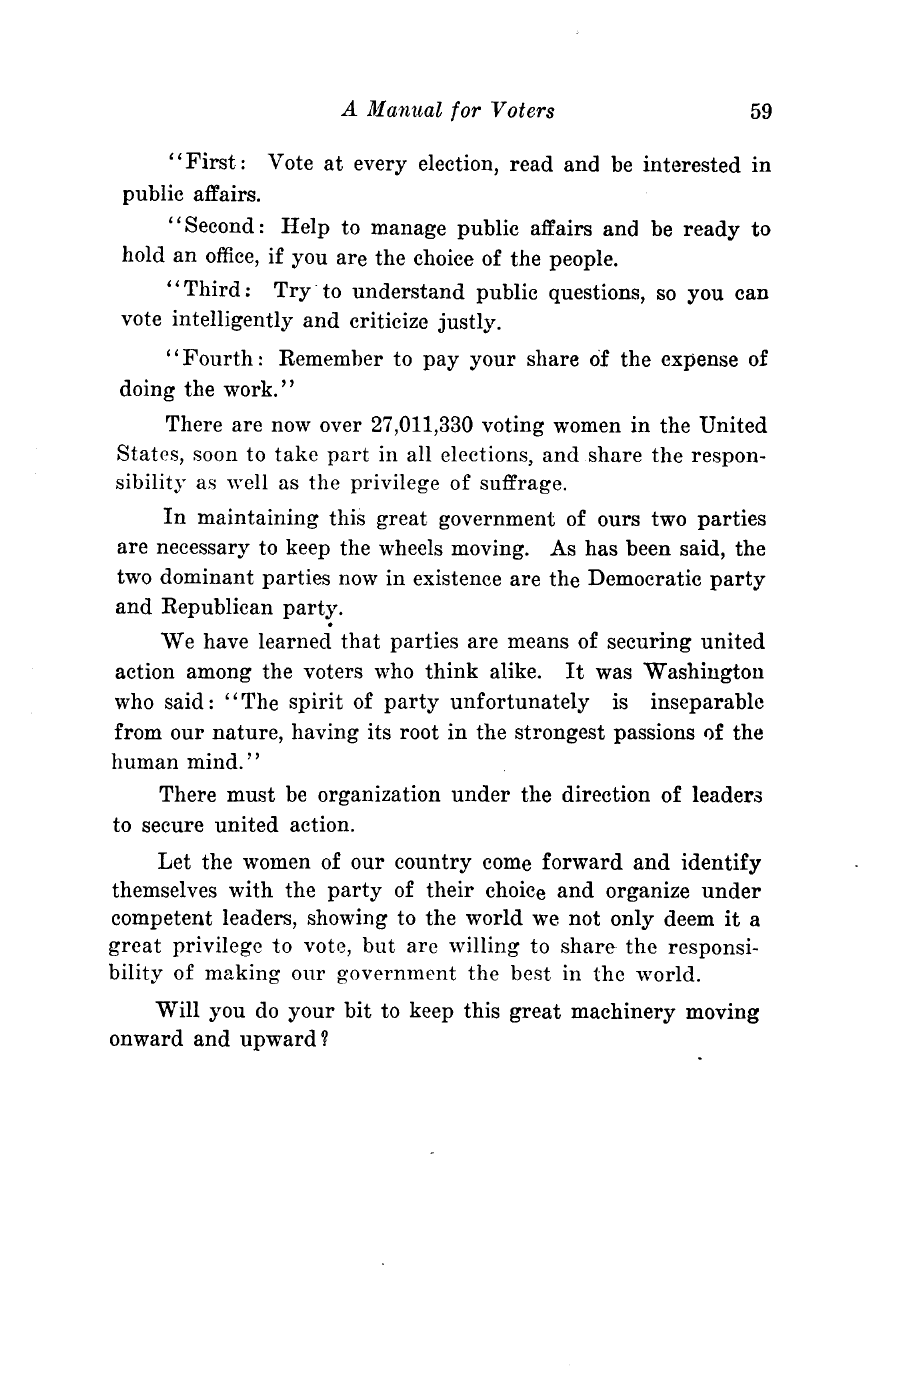 A Manual for Voters 59
‘‘First: Vote at every election, read and be interested in
public affairs.
‘‘Second: Help to manage public affairs and be ready to
hold an office, if you are the choice of the people.
‘‘Third: Try to understand public questions, so you can
vote intelligently and criticize justly.
‘‘Fourth: Remember to pay your share of the expense of
doing the work.’’
There are now over 27,011,330 voting women in the United
States, soon to take part in all elections, and share the respon-
sibility as well as the privilege of suffrage.
In maintaining this great government of ours two parties
are necessary to keep the wheels moving. As has been said, the
two dominant parties now in existence are the Democratic party
and Republican party.
We have learned that parties are means of securing united
action among the voters who think alike. It was Washington
who said: ‘‘The spirit of party unfortunately is inseparable
from our nature, having its root in the strongest passions of the
human mind.’’
There must be organization under the direction of leaders
to secure united action.
Let the women of our country come forward and identify
themselves with the party of their choice and organize under
competent leaders, showing to the world we not only deem it a
great privilege to vote, but are willing to share the responsi-
bility of making our government the best in the world.
Will you do your bit to keep this great machinery moving
onward and upward?